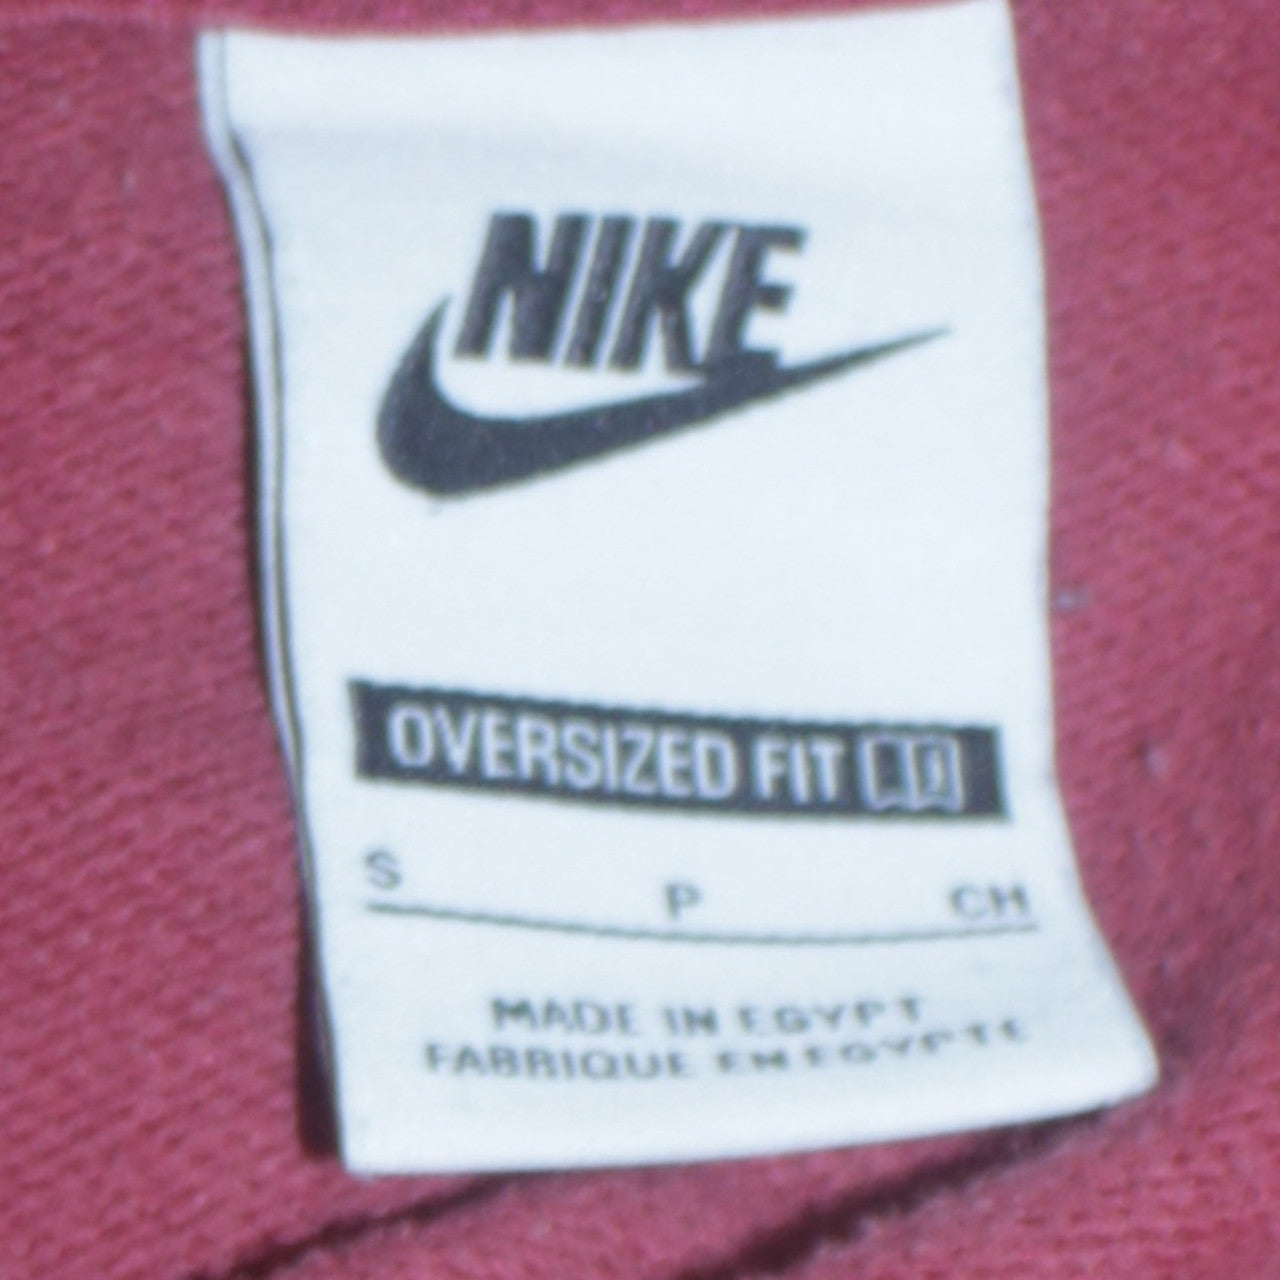 NIKE
OVERSIZED FIT
S P CH
MADE IN EGYPT
FABRIQUE EN EGYPTE